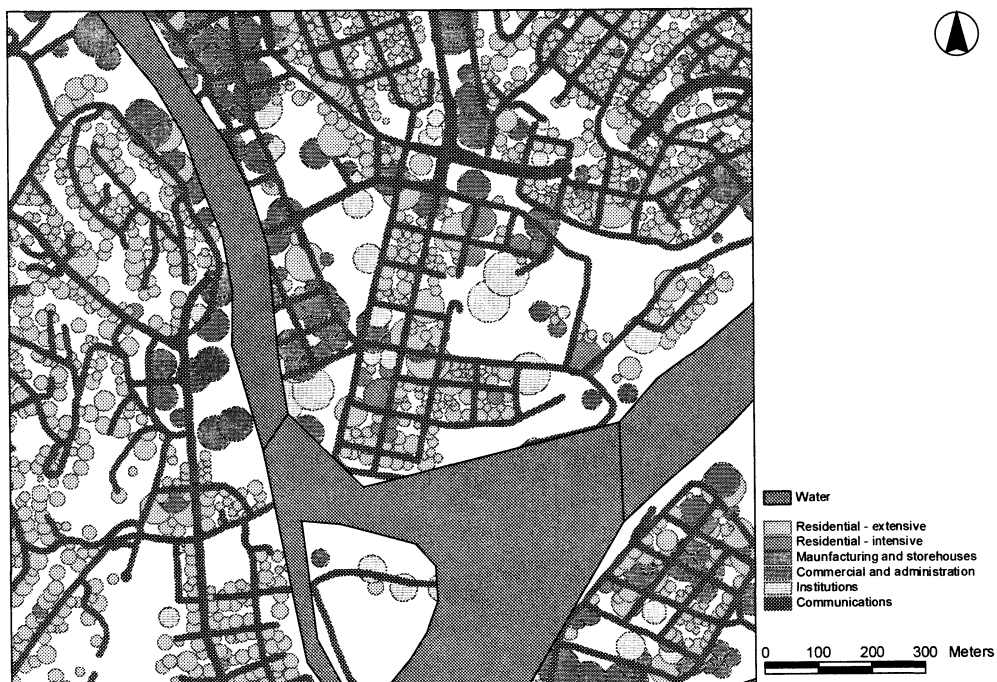 Water
Residential - extensive
Residential - intensive
Maunfacturing and storehouses
Commercial and administration
Institutions
Communications
0 100 200 300 Meters